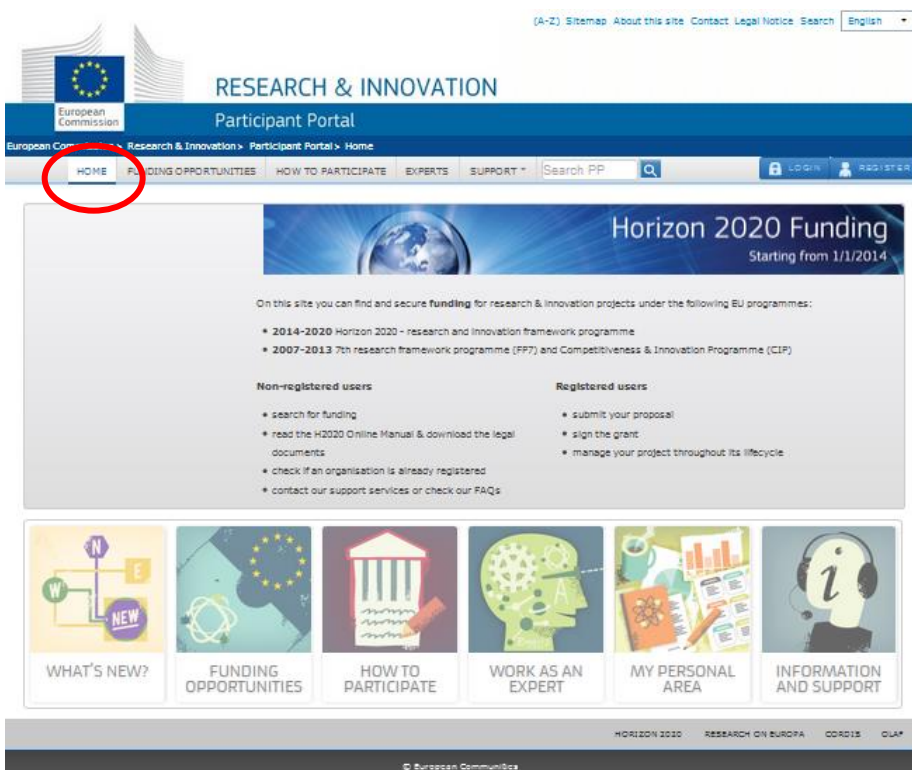 (A-Z) Sitemap About this site Contact Legal Notice Search English
European
Commission
RESEARCH & INNOVATION
Participant Portal
European Commission > Research & Innovation > Participant Portal > Home
HOME FUNDING OPPORTUNITIES HOW TO PARTICIPATE EXPERTS SUPPORT Search PP LOGIN REGISTER
Horizon 2020 Funding
Starting from 1/1/2014
On this site you can find and secure funding for research & innovation projects under the following EU programmes:
• 2014-2020 Horizon 2020 - research and innovation framework programme
• 2007-2013 7th research framework programme (FP7) and Competitiveness & Innovation Programme (CIP)
Non-registered users
• search for funding
• read the H2020 Online Manual & download the legal
documents
• check if an organisation is already registered
• contact our support services or check our FAQs
Registered users
• submit your proposal
• sign the grant
• manage your project throughout its lifecycle
N
W
E
NEW
A
i
WHAT'S NEW?
FUNDING
OPPORTUNITIES
HOW TO
PARTICIPATE
WORK AS AN
EXPERT
MY PERSONAL
AREA
INFORMATION
AND SUPPORT
HORIZON 2020 RESEARCH ON EUROPA CORDIS OLAF
© European Communities